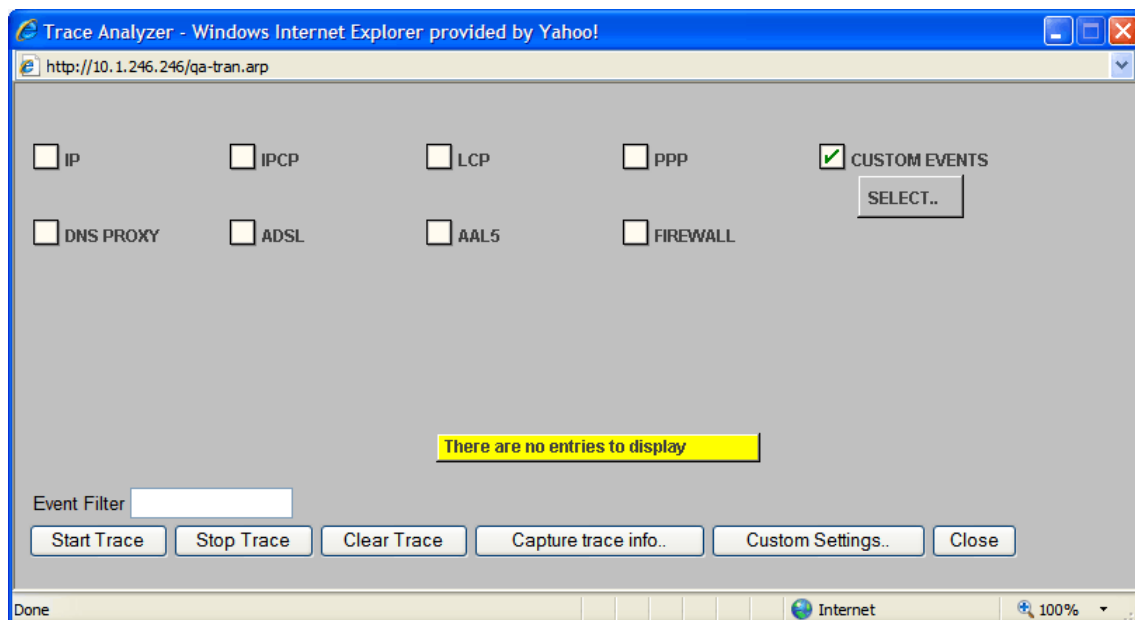 Trace Analyzer - Windows Internet Explorer provided by Yahoo!
http://10.1.246.246/qa-tran.arp
IP IPCP LCP PPP CUSTOM EVENTS
SELECT..
DNS PROXY ADSL AAL5 FIREWALL
There are no entries to display
Event Filter
Start Trace Stop Trace Clear Trace Capture trace info.. Custom Settings.. Close
Done Internet 100%